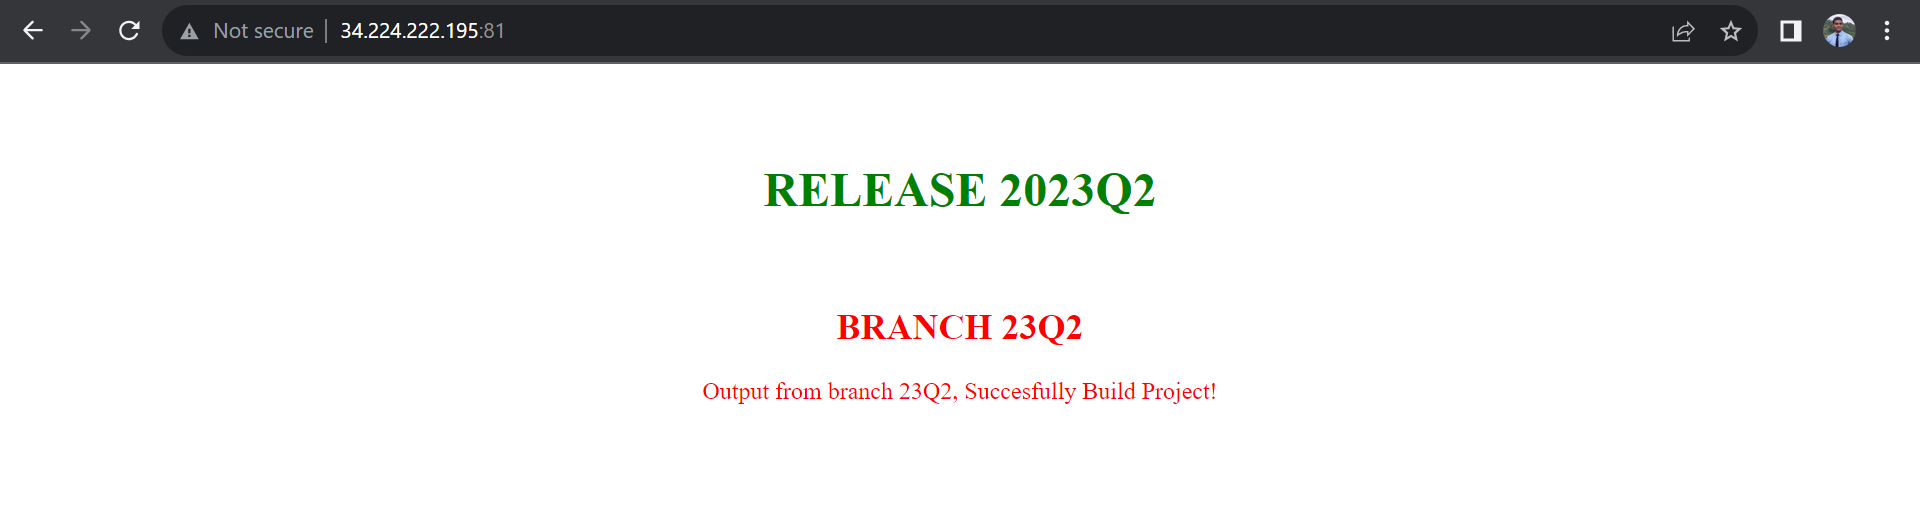 Not secure | 34.224.222.195:81
RELEASE 2023Q2
BRANCH 23Q2
Output from branch 23Q2, Succesfully Build Project!